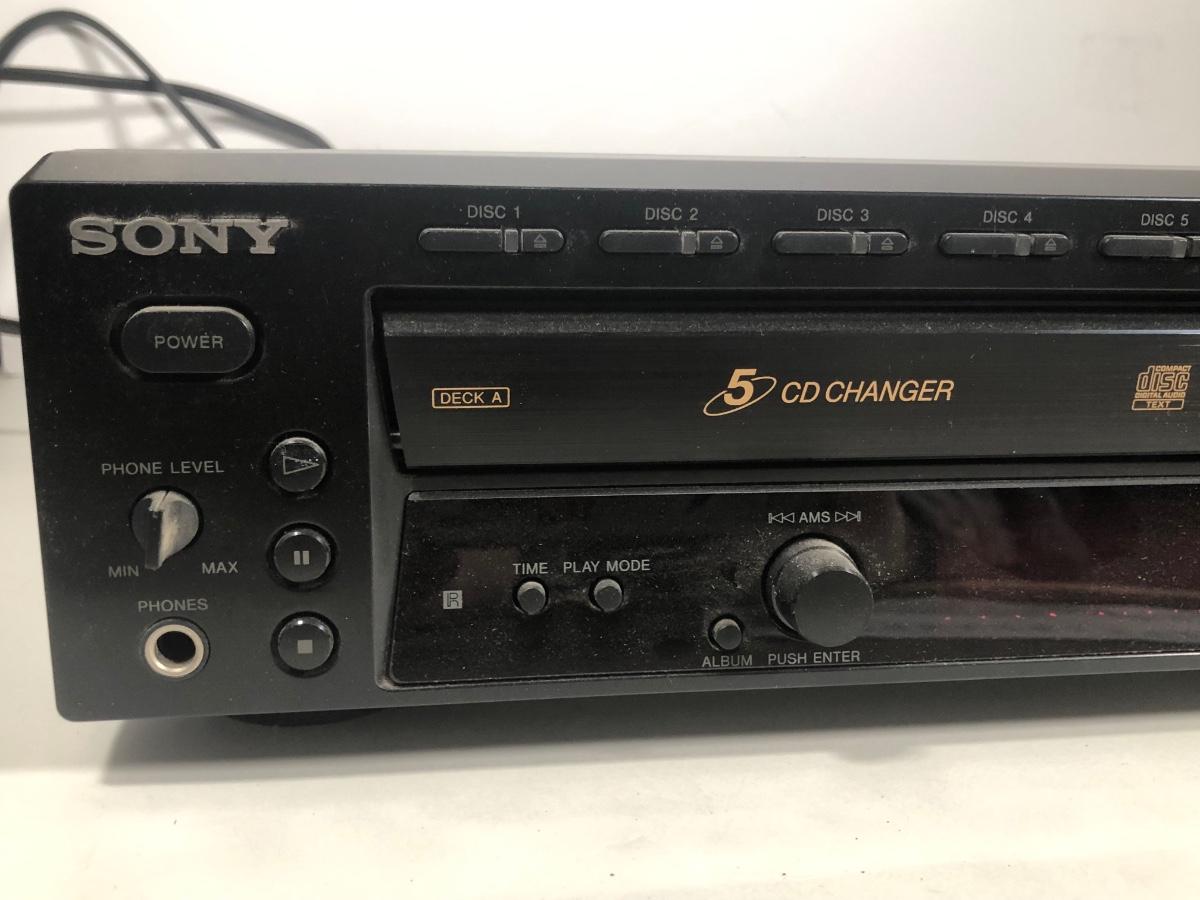 SONY
DISC 1
DISC 2
DISC 3
DISC 4
DISC 5
POWER
DECK A
5 CD CHANGER
COMPACT
disc
DIGITAL AUDIO
TEXT
PHONE LEVEL
MIN
MAX
PHONES
AMS
TIME
PLAY MODE
R
ALBUM
PUSH ENTER